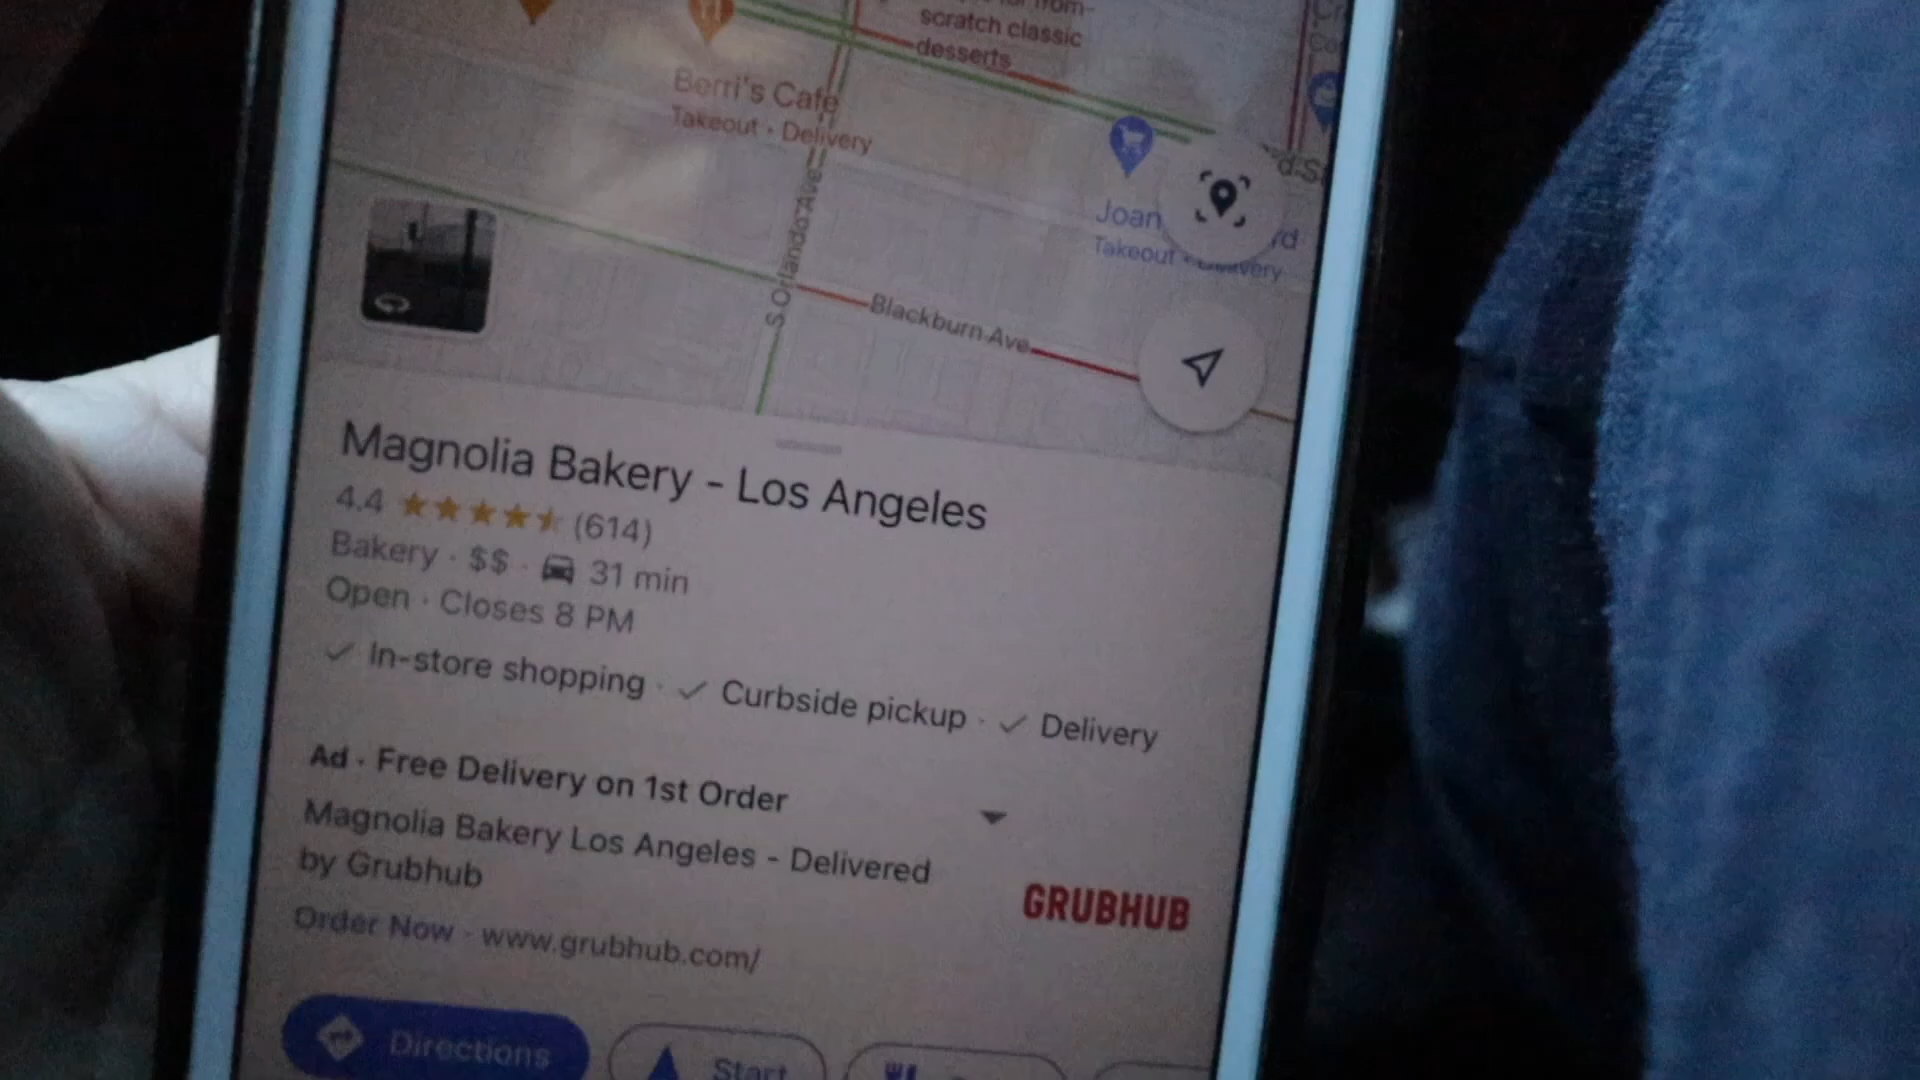 scratch classic
desserts
Berri's Cafe
Takeout · Delivery
Joan
Takeout
S Orlando Ave
Blackburn Ave
Magnolia Bakery - Los Angeles
4.4 (614)
Bakery · $$ · 31 min
Open · Closes 8 PM
In-store shopping · Curbside pickup · Delivery
Ad · Free Delivery on 1st Order
Magnolia Bakery Los Angeles - Delivered
by Grubhub
GRUBHUB
Order Now · www.grubhub.com/
Directions
Start